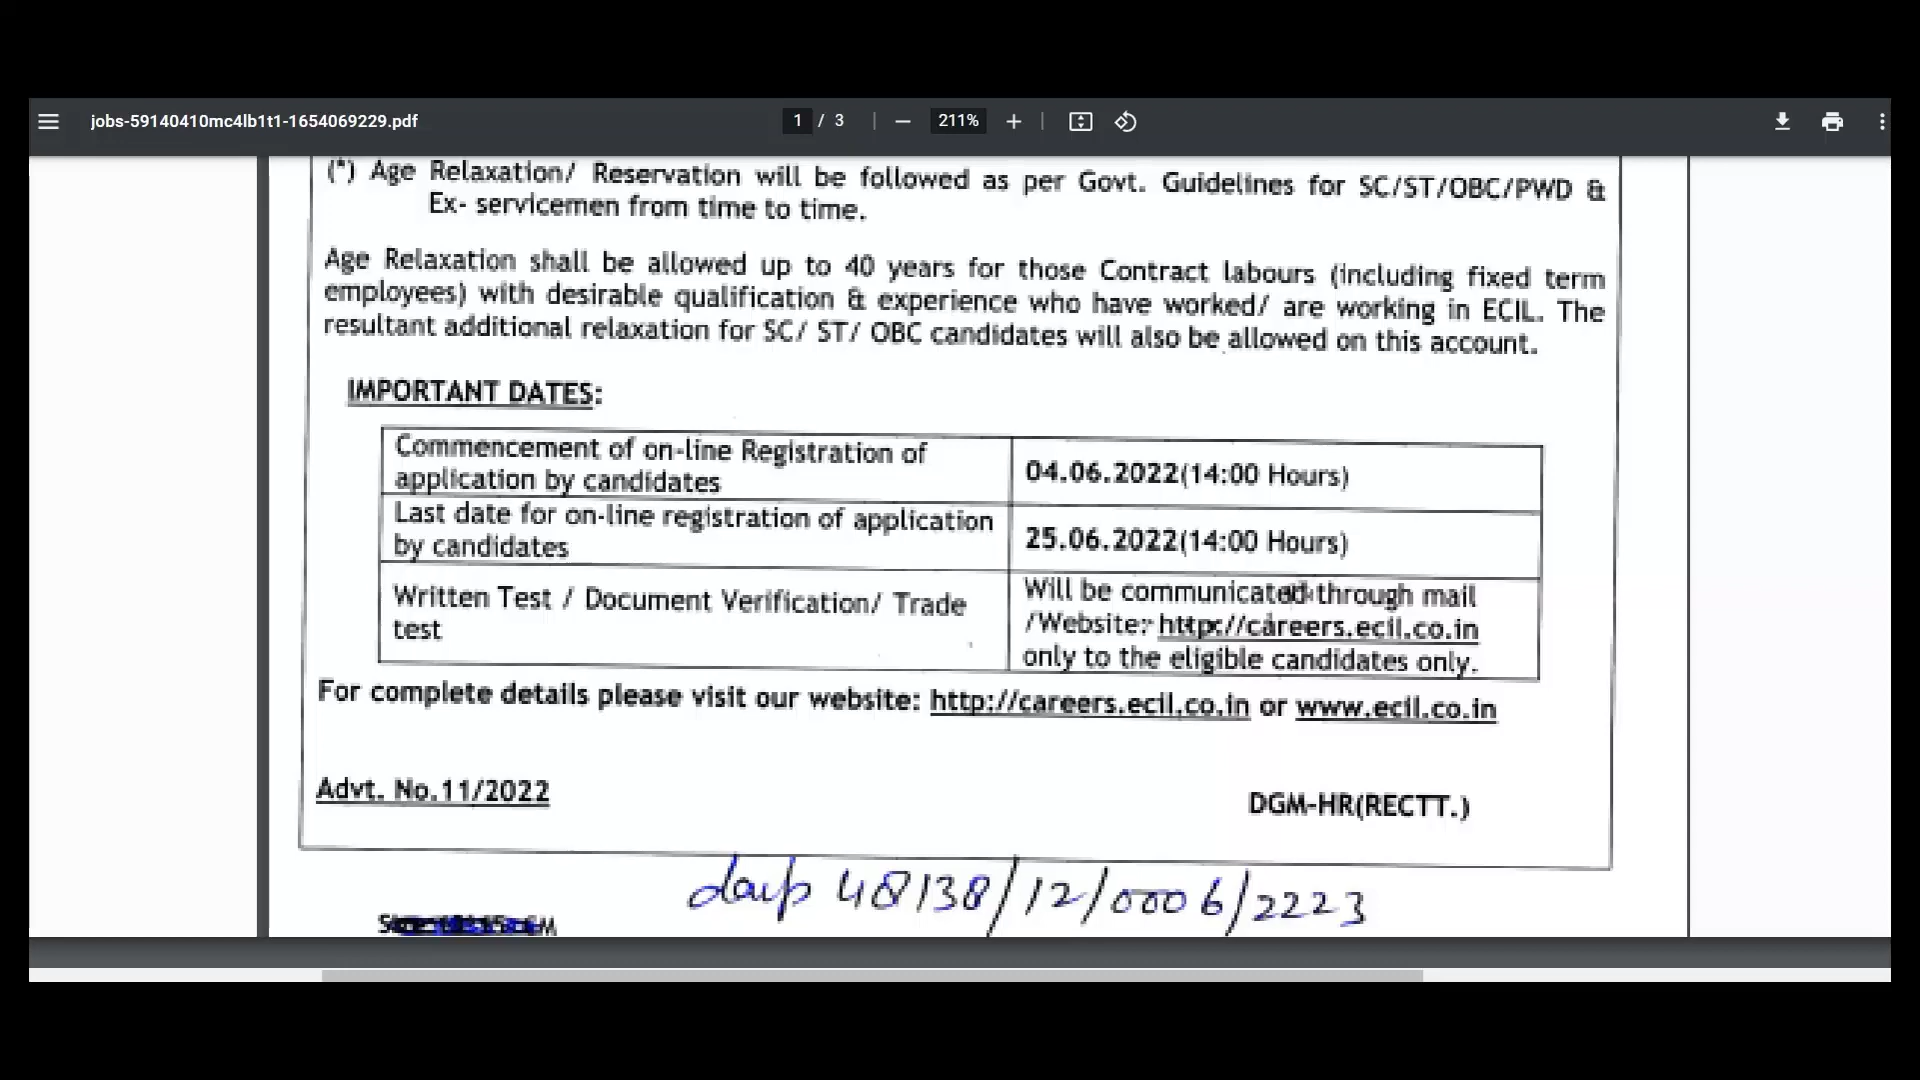 jobs-59140410mc4lb1t1-1654069229.pdf
1 / 3
211%
(*) Age Relaxation/ Reservation will be followed as per Govt. Guidelines for SC/ST/OBC/PWD &
Ex- servicemen from time to time.
Age Relaxation shall be allowed up to 40 years for those Contract labours (including fixed term
employees) with desirable qualification & experience who have worked/ are working in ECIL. The
resultant additional relaxation for SC/ ST/ OBC candidates will also be allowed on this account.
IMPORTANT DATES:
Commencement of on-line Registration of
application by candidates
04.06.2022(14:00 Hours)
Last date for on-line registration of application
by candidates
25.06.2022(14:00 Hours)
Written Test / Document Verification/ Trade
test
Will be communicated through mail
/Website:- http://careers.ecil.co.in
only to the eligible candidates only.
For complete details please visit our website: http://careers.ecil.co.in or www.ecil.co.in
Advt. No.11/2022
DGM-HR(RECTT.)
davp 48138/12/0006/2223